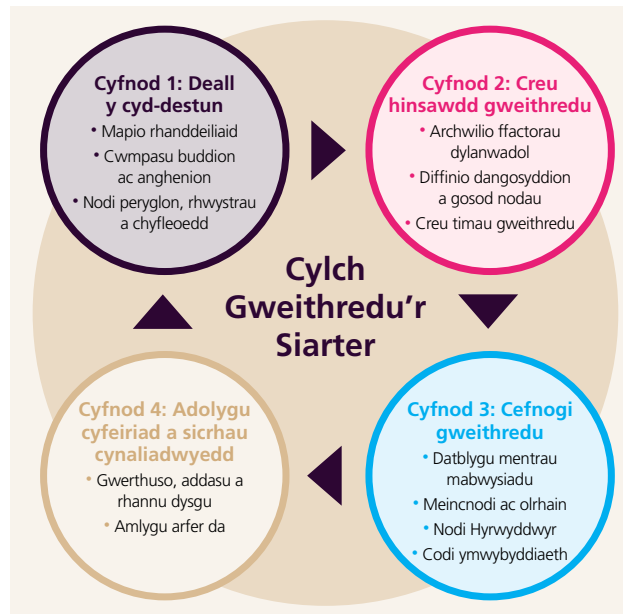 Cyfnod 1: Deall
y cyd-destun
• Mapio rhanddeiliaid
• Cwmpasu buddion
ac anghenion
• Nodi peryglon, rhwystrau
a chyfleoedd
Cyfnod 2: Creu
hinsawdd gweithredu
• Archwilio ffactorau
dylanwadol
• Diffinio dangosyddion
a gosod nodau
• Creu timau gweithredu
Cylch
Gweithredu’r
Siarter
Cyfnod 3: Cefnogi
gweithredu
• Datblygu mentrau
mabwysiadu
• Meincnodi ac olrhain
• Nodi Hyrwyddwyr
• Codi ymwybyddiaeth
Cyfnod 4: Adolygu
cyfeiriad a sicrhau
cynaliadwyedd
• Gwerthuso, addasu a
rhannu dysgu
• Amlygu arfer da